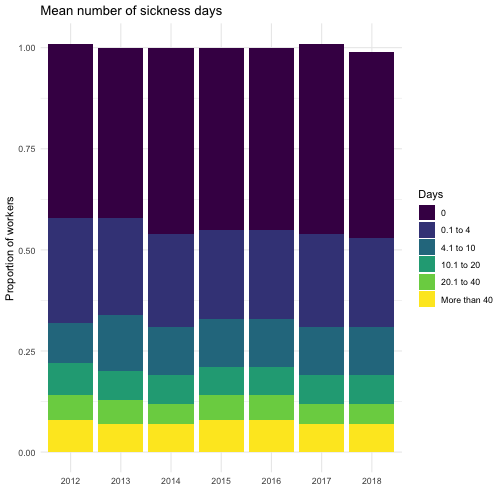 Mean number of sickness days
Proportion of workers
1.00
0.75
0.50
0.25
0.00
2012 2013 2014 2015 2016 2017 2018
Days
0
0.1 to 4
4.1 to 10
10.1 to 20
20.1 to 40
More than 40